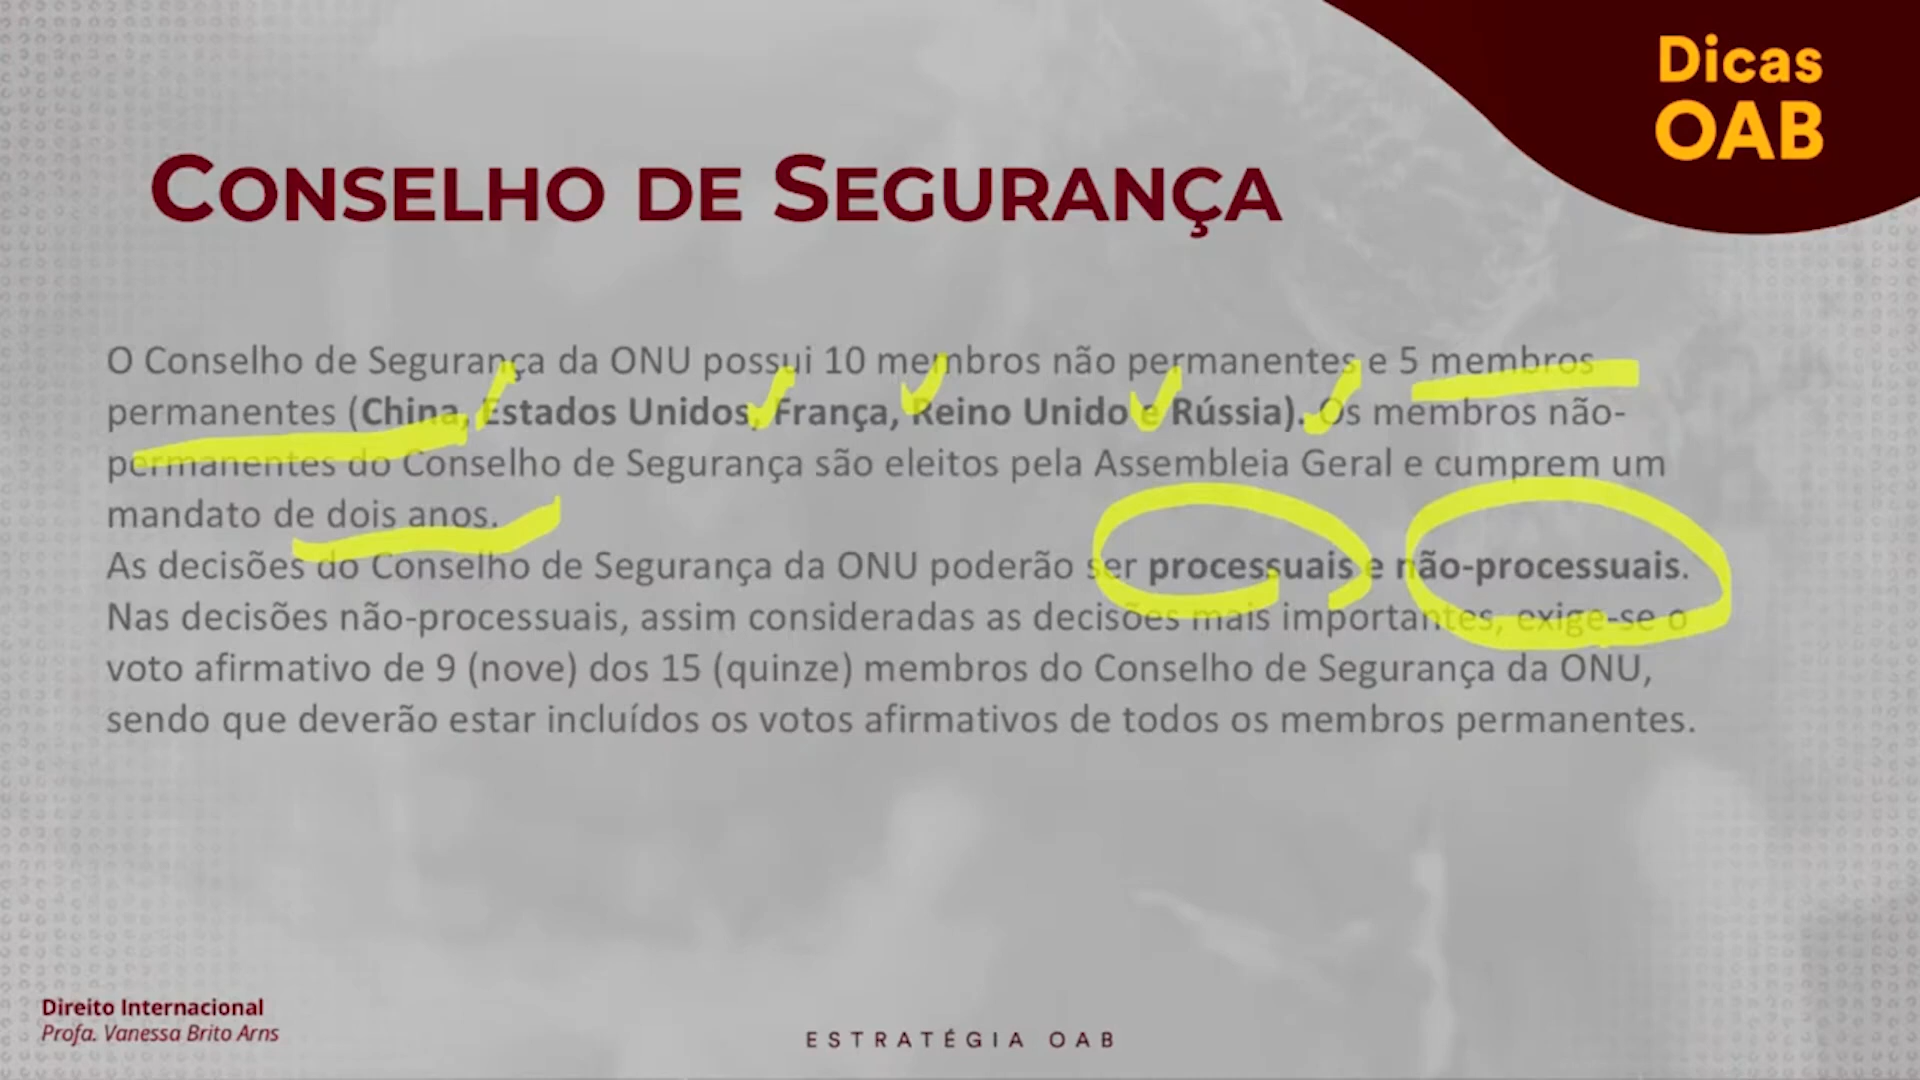 Dicas
OAB
CONSELHO DE SEGURANÇA
O Conselho de Segurança da ONU possui 10 membros não permanentes e 5 membros
permanentes (China, Estados Unidos, França, Reino Unido e Rússia). Os membros não-
permanentes do Conselho de Segurança são eleitos pela Assembleia Geral e cumprem um
mandato de dois anos.
As decisões do Conselho de Segurança da ONU poderão ser processuais e não-processuais.
Nas decisões não-processuais, assim consideradas as decisões mais importantes, exige-se o
voto afirmativo de 9 (nove) dos 15 (quinze) membros do Conselho de Segurança da ONU,
sendo que deverão estar incluídos os votos afirmativos de todos os membros permanentes.
Direito Internacional
Profa. Vanessa Brito Arns
ESTRATÉGIA OAB